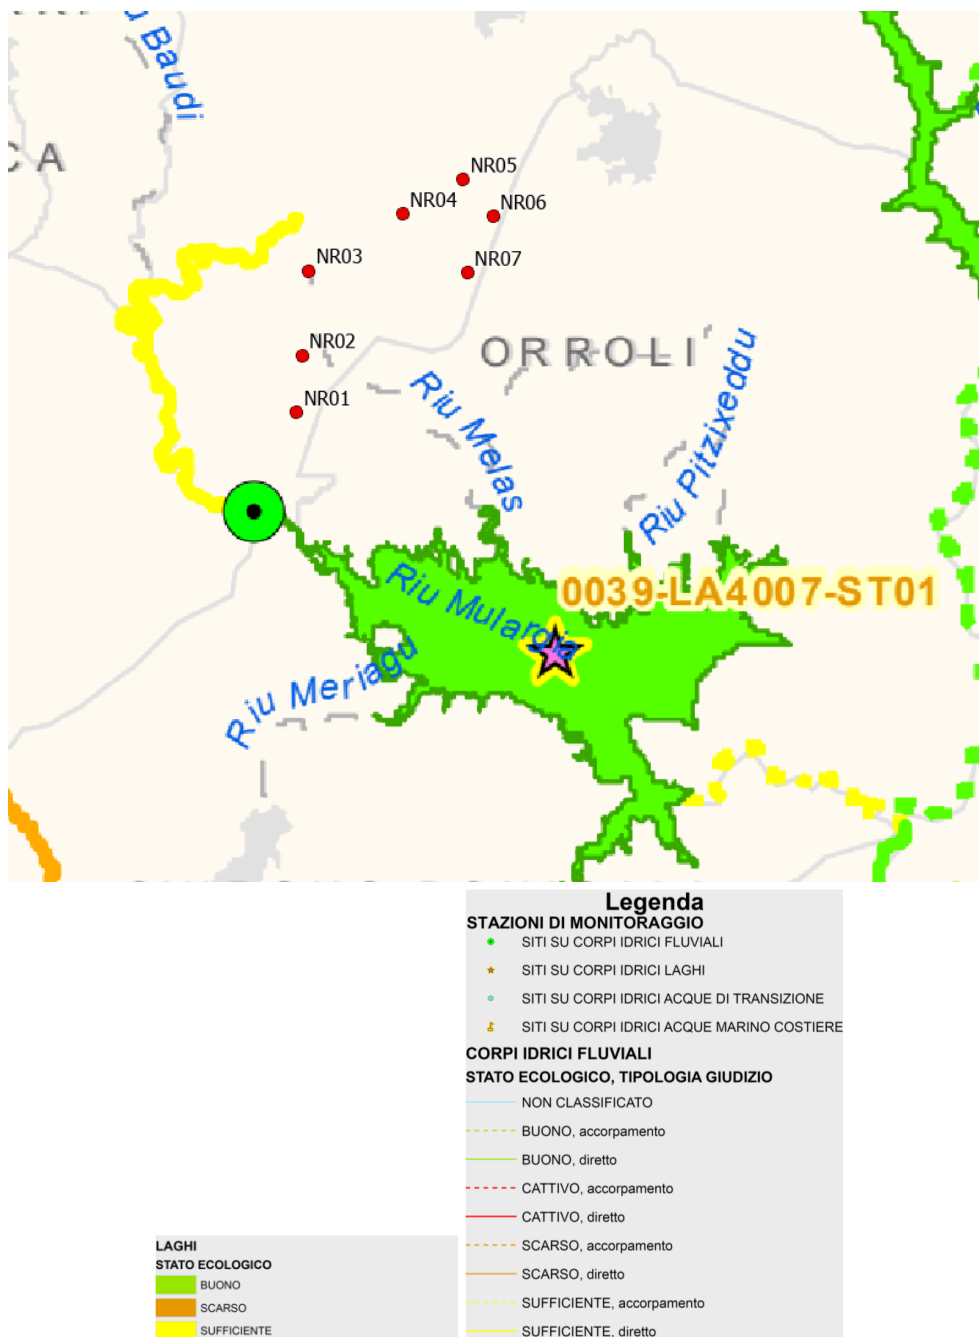 Baudi
CA
NR05
NR04
NR06
NR03
NR07
NR02
ORROLI
NR01
Riu Melas
Riu Pitzixeddu
0039-LA4007-ST01
Riu Mulargia
Riu Meriagu
Legenda
STAZIONI DI MONITORAGGIO
SITI SU CORPI IDRICI FLUVIALI
SITI SU CORPI IDRICI LAGHI
SITI SU CORPI IDRICI ACQUE DI TRANSIZIONE
SITI SU CORPI IDRICI ACQUE MARINO COSTIERE
CORPI IDRICI FLUVIALI
STATO ECOLOGICO, TIPOLOGIA GIUDIZIO
NON CLASSIFICATO
BUONO, accorpamento
BUONO, diretto
CATTIVO, accorpamento
CATTIVO, diretto
SCARSO, accorpamento
SCARSO, diretto
SUFFICIENTE, accorpamento
SUFFICIENTE, diretto
LAGHI
STATO ECOLOGICO
BUONO
SCARSO
SUFFICIENTE